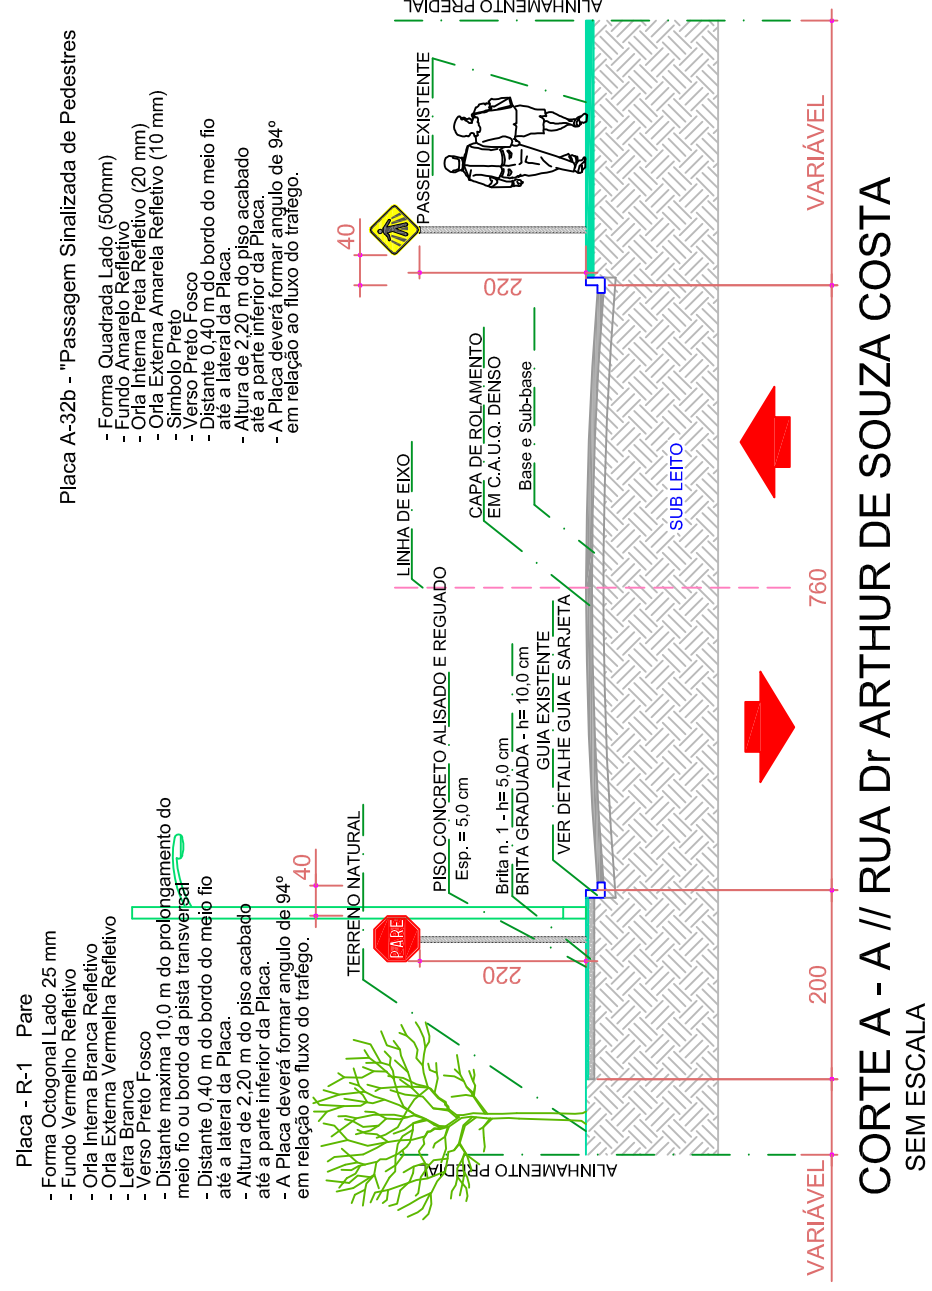 Placa - R-1 Pare
- Forma Octogonal Lado 25 mm
- Fundo Vermelho Refletivo
- Orla Interna Branca Refletivo
- Orla Externa Vermelha Refletivo
- Letra Branca
- Verso Preto Fosco
- Distante maxima 10,0 m do prolongamento do
meio fio ou bordo da pista transversal
- Distante 0,40 m do bordo do meio fio
até a lateral da Placa.
- Altura de 2,20 m do piso acabado
até a parte inferior da Placa.
- A Placa deverá formar angulo de 94º
em relação ao fluxo do trafego.
Placa A-32b - "Passagem Sinalizada de Pedestres
- Forma Quadrada Lado (500mm)
- Fundo Amarelo Refletivo
- Orla Interna Preta Refletivo (20 mm)
- Orla Externa Amarela Refletivo (10 mm)
- Simbolo Preto
- Verso Preto Fosco
- Distante 0,40 m do bordo do meio fio
até a lateral da Placa.
- Altura de 2,20 m do piso acabado
até a parte inferior da Placa.
- A Placa deverá formar angulo de 94º
em relação ao fluxo do trafego.
40
40
TERRENO NATURAL
PARE
220
PISO CONCRETO ALISADO E REGUADO
Esp. = 5,0 cm
Brita n. 1 - h= 5,0 cm
BRITA GRADUADA - h= 10,0 cm
GUIA EXISTENTE
VER DETALHE GUIA E SARJETA
LINHA DE EIXO
CAPA DE ROLAMENTO
EM C.A.U.Q. DENSO
Base e Sub-base
PASSEIO EXISTENTE
220
ALINHAMENTO PREDIAL
ALINHAMENTO PREDIAL
SUB LEITO
VARIÁVEL
200
760
VARIÁVEL
CORTE A - A // RUA Dr ARTHUR DE SOUZA COSTA
SEM ESCALA